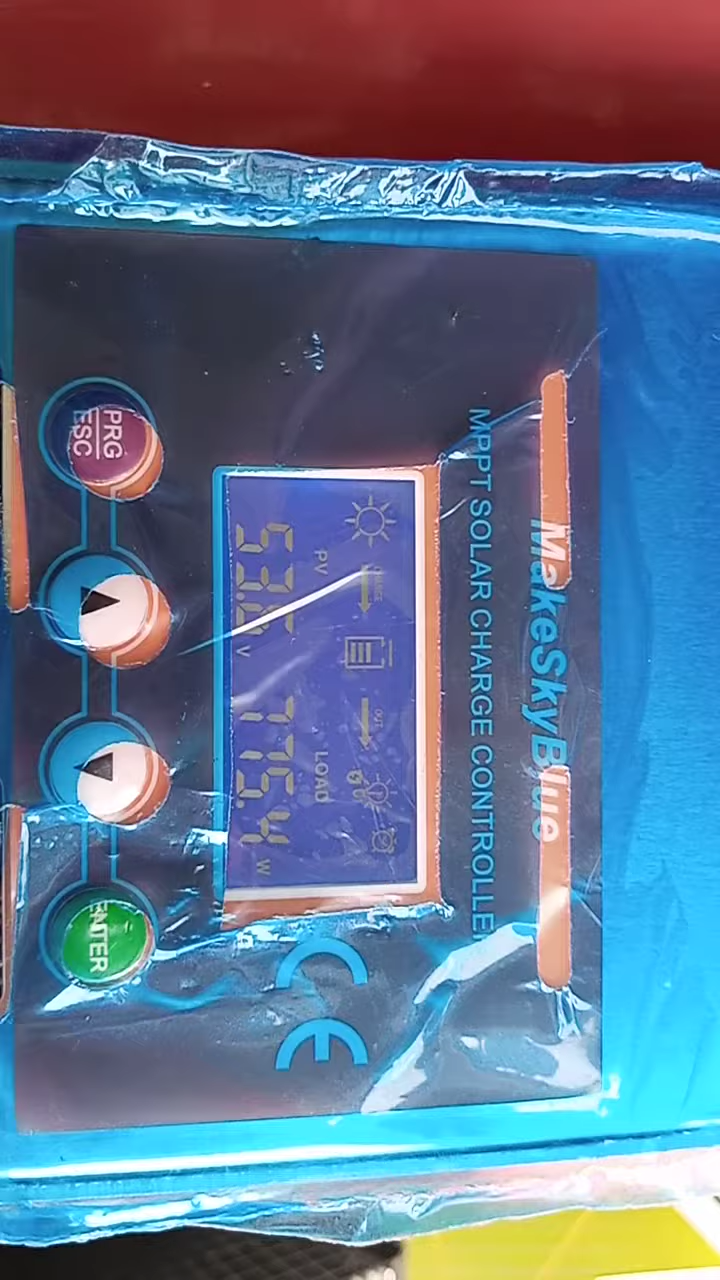 MakeSkyBlue
MPPT SOLAR CHARGE CONTROLLE
PV
LOAD
V
W
CE
PRG
ESC
ENTER